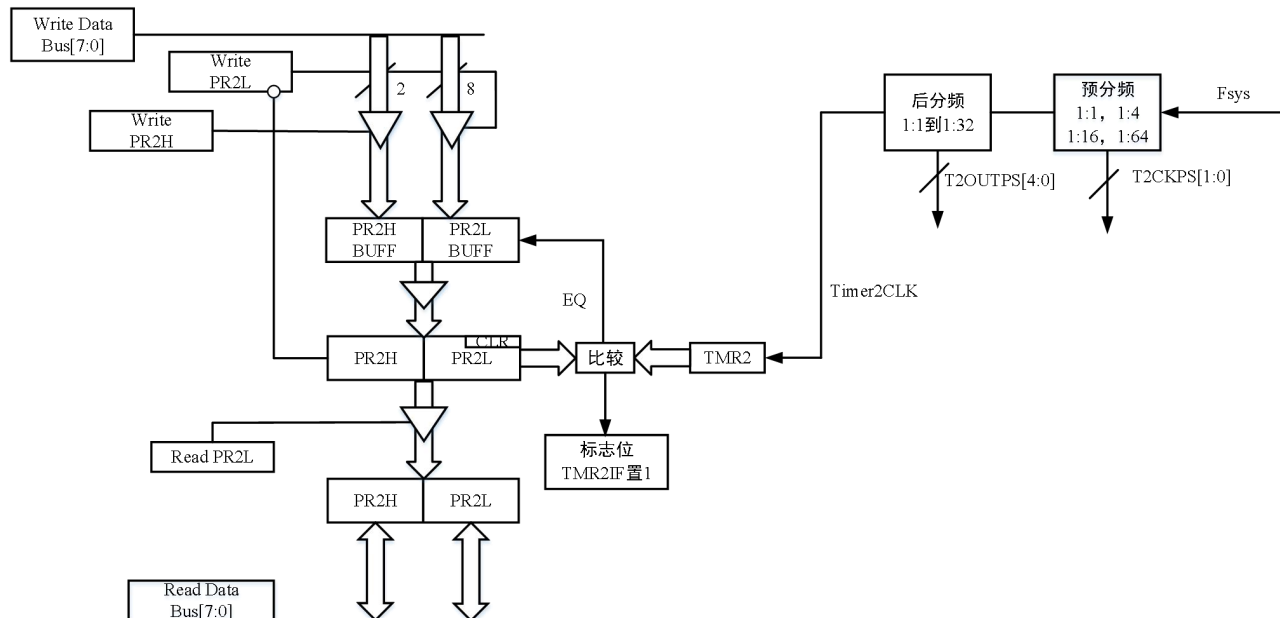 Write Data
Bus[7:0]
Write
PR2L
2
8
Write
PR2H
后分频
1:1到1:32
预分频
1:1，1:4
1:16，1:64
Fsys
T2OUTPS[4:0]
T2CKPS[1:0]
PR2H
BUFF
PR2L
BUFF
EQ
Timer2CLK
PR2H
CLR
PR2L
比较
TMR2
Read PR2L
标志位
TMR2IF置1
PR2H
PR2L
Read Data
Bus[7:0]